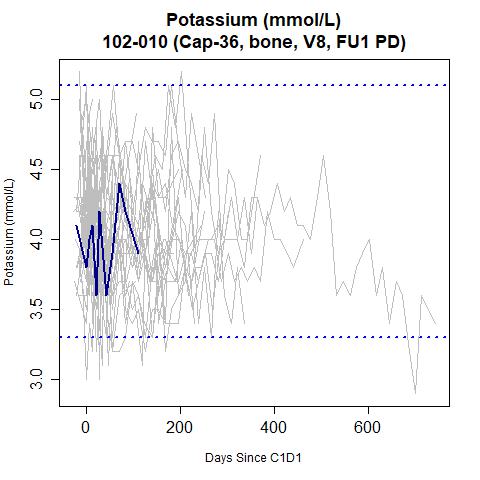 Potassium (mmol/L)
102-010 (Cap-36, bone, V8, FU1 PD)
Potassium (mmol/L)
5.0
4.5
4.0
3.5
3.0
0 200 400 600
Days Since C1D1